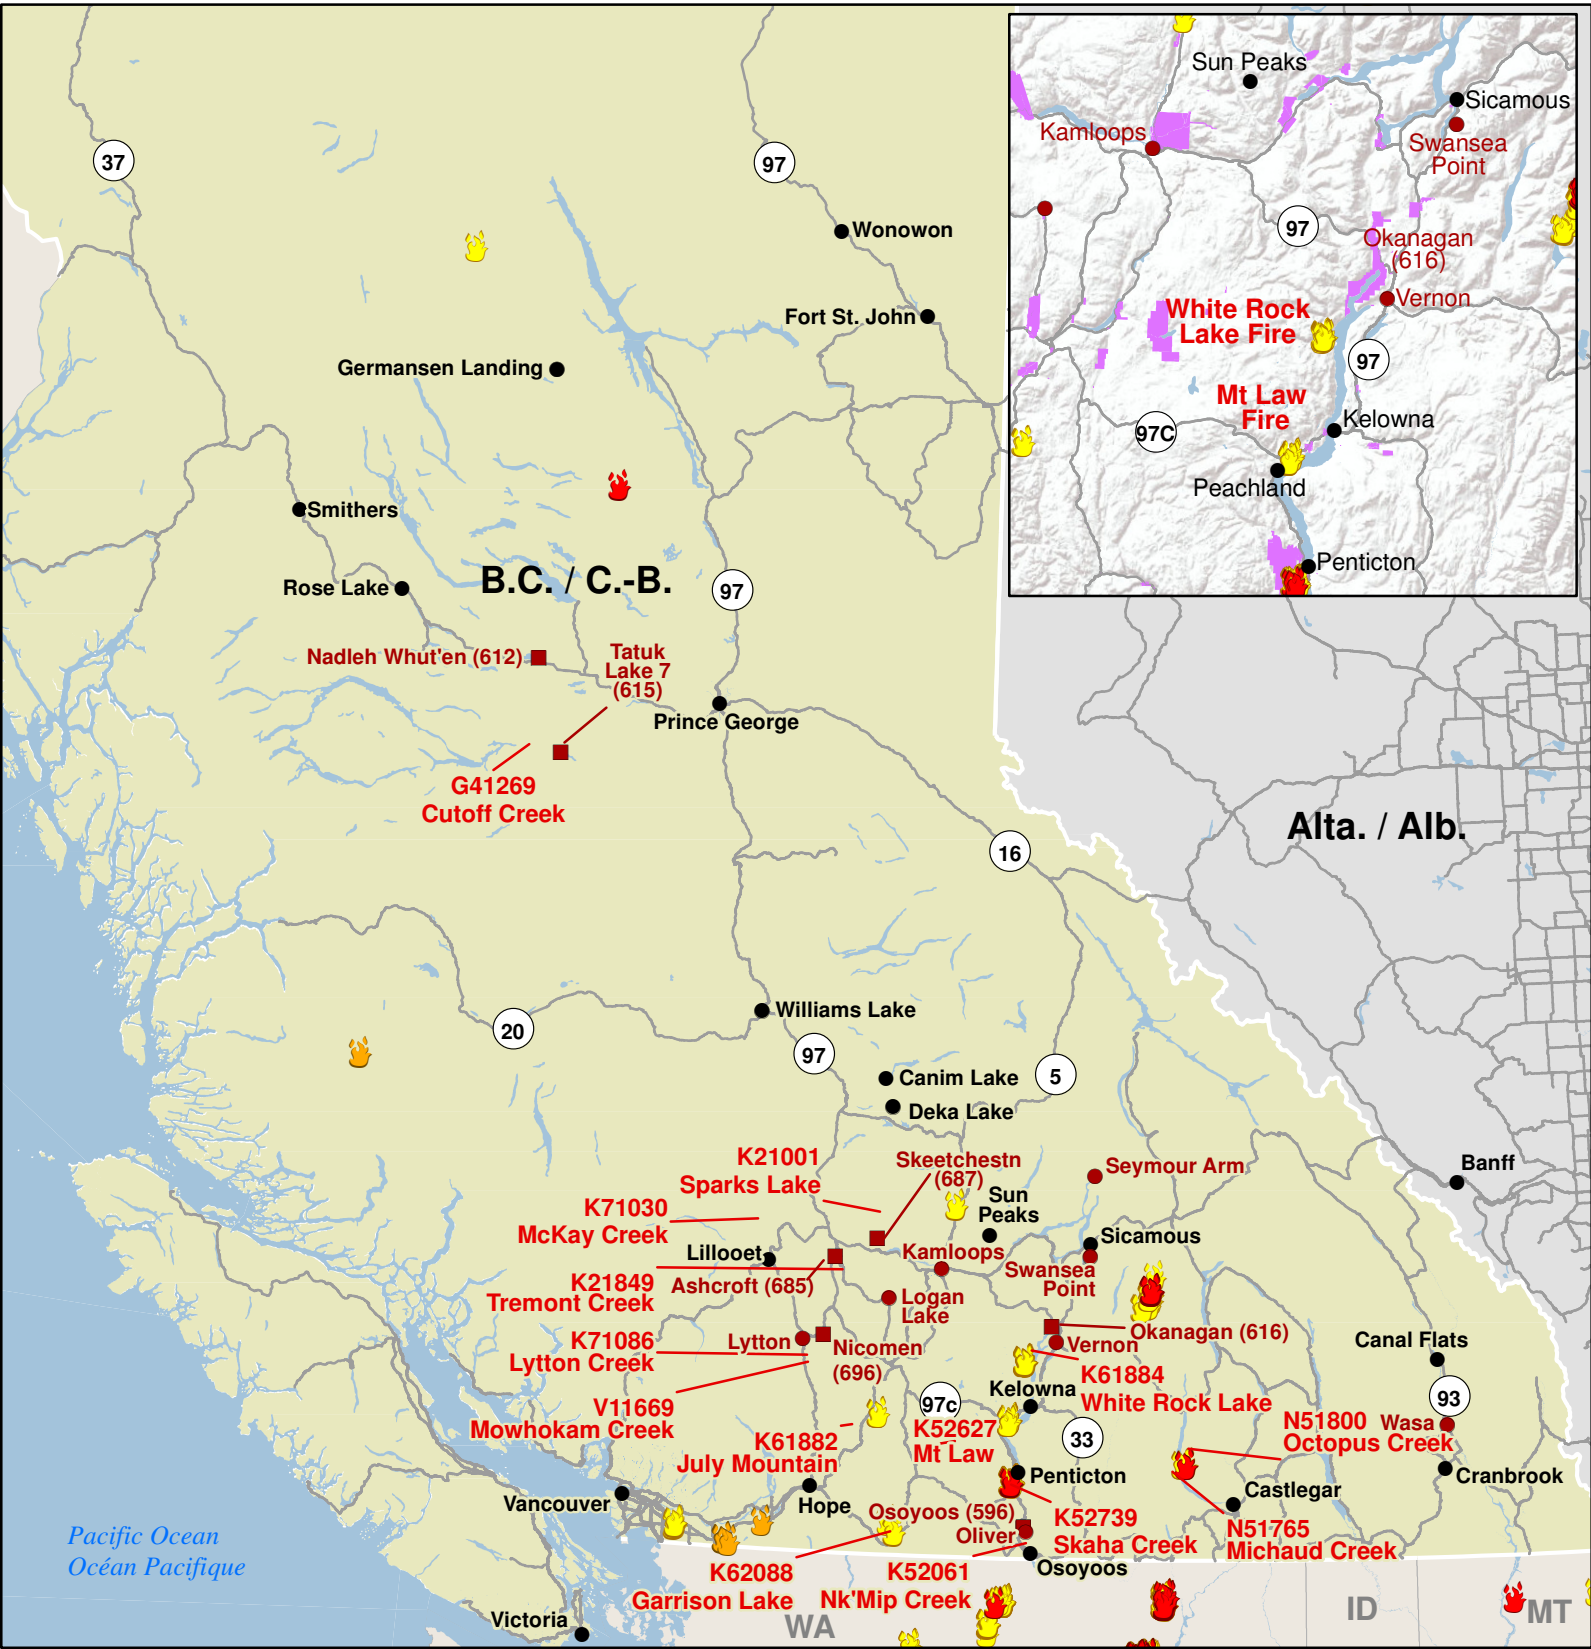 37
97
Wonowon
Fort St. John
Germansen Landing
Smithers
Rose Lake
B.C. / C.-B.
97
Nadleh Whut'en (612)
Tatuk
Lake 7
(615)
Prince George
G41269
Cutoff Creek
Sun Peaks
Sicamous
Kamloops
Swansea
Point
97
Okanagan
(616)
Vernon
White Rock
Lake Fire
97
Mt Law
Fire
Kelowna
97C
Peachland
Penticton
Alta. / Alb.
16
Williams Lake
20
97
5
Canim Lake
Deka Lake
K21001
Sparks Lake
Skeetchestn
(687)
Seymour Arm
Banff
Sun
Peaks
K71030
McKay Creek
Lillooet
Sicamous
Kamloops
Swansea
Point
K21849
Tremont Creek
Ashcroft (685)
Logan
Lake
K71086
Lytton Creek
Lytton
Nicomen
(696)
Vernon
Okanagan (616)
Canal Flats
V11669
Mowhokam Creek
Kelowna
K61884
White Rock Lake
97c
93
K61882
July Mountain
K52627
Mt Law
33
N51800
Octopus Creek
Wasa
Penticton
Cranbrook
Castlegar
Vancouver
Hope
Osoyoos (596)
Oliver
K52739
Skaha Creek
N51765
Michaud Creek
Pacific Ocean
Océan Pacifique
K62088
Garrison Lake
K52061
Nk'Mip Creek
Osoyoos
Victoria
WA
ID
MT